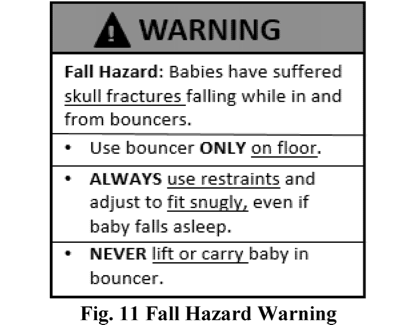 WARNING
Fall Hazard: Babies have suffered
skull fractures falling while in and
from bouncers.
• Use bouncer ONLY on floor.
• ALWAYS use restraints and
adjust to fit snugly, even if
baby falls asleep.
• NEVER lift or carry baby in
bouncer.
Fig. 11 Fall Hazard Warning